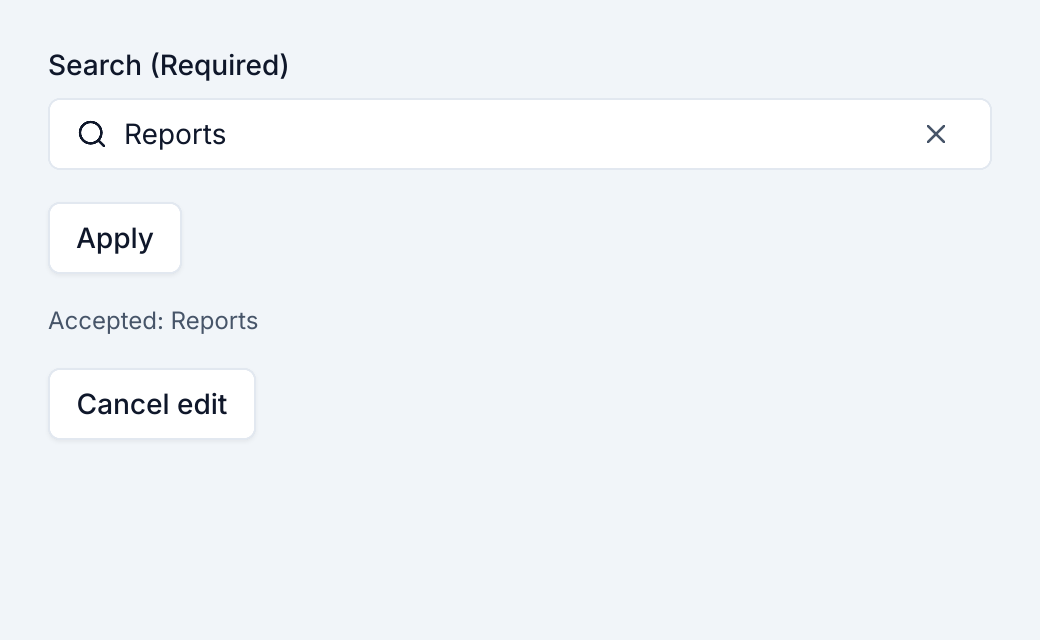 Search (Required)
Reports
Apply
Accepted: Reports
Cancel edit